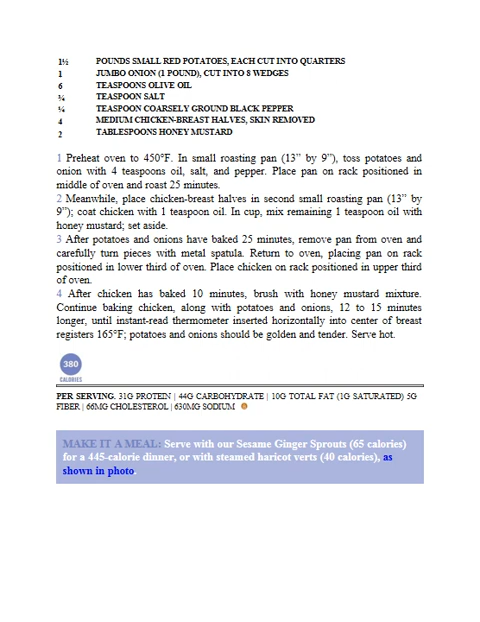 1½ POUNDS SMALL RED POTATOES, EACH CUT INTO QUARTERS
1 JUMBO ONION (1 POUND), CUT INTO 8 WEDGES
6 TEASPOONS OLIVE OIL
¾ TEASPOON SALT
¼ TEASPOON COARSELY GROUND BLACK PEPPER
4 MEDIUM CHICKEN-BREAST HALVES, SKIN REMOVED
2 TABLESPOONS HONEY MUSTARD
1 Preheat oven to 450°F. In small roasting pan (13” by 9”), toss potatoes and
onion with 4 teaspoons oil, salt, and pepper. Place pan on rack positioned in
middle of oven and roast 25 minutes.
2 Meanwhile, place chicken-breast halves in second small roasting pan (13” by
9”); coat chicken with 1 teaspoon oil. In cup, mix remaining 1 teaspoon oil with
honey mustard; set aside.
3 After potatoes and onions have baked 25 minutes, remove pan from oven and
carefully turn pieces with metal spatula. Return to oven, placing pan on rack
positioned in lower third of oven. Place chicken on rack positioned in upper third
of oven.
4 After chicken has baked 10 minutes, brush with honey mustard mixture.
Continue baking chicken, along with potatoes and onions, 12 to 15 minutes
longer, until instant-read thermometer inserted horizontally into center of breast
registers 165°F; potatoes and onions should be golden and tender. Serve hot.
380
CALORIES
PER SERVING. 31G PROTEIN | 44G CARBOHYDRATE | 10G TOTAL FAT (1G SATURATED) 5G
FIBER | 66MG CHOLESTEROL | 630MG SODIUM
MAKE IT A MEAL: Serve with our Sesame Ginger Sprouts (65 calories)
for a 445-calorie dinner, or with steamed haricot verts (40 calories), as
shown in photo.